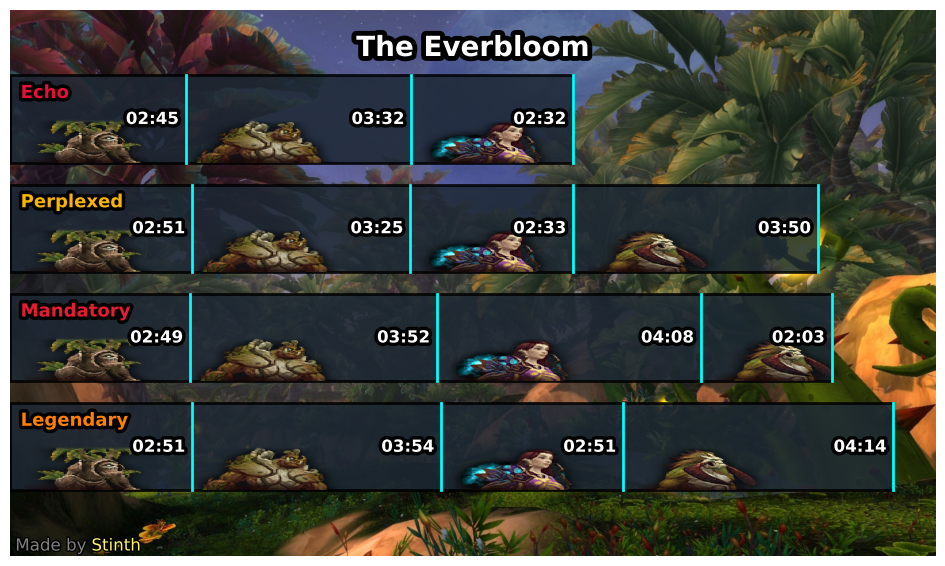 The Everbloom
Echo
02:45 03:32 02:32
Perplexed
02:51 03:25 02:33 03:50
Mandatory
02:49 03:52 04:08 02:03
Legendary
02:51 03:54 02:51 04:14
Made by Stinth